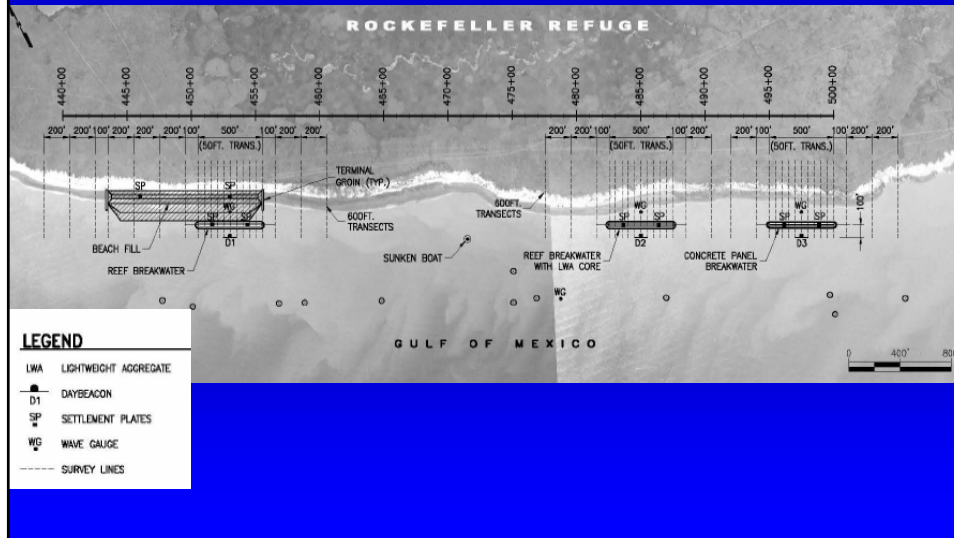 ROCKEFELLER REFUGE
440+00
445+00
450+00
455+00
460+00
465+00
470+00
475+00
480+00
485+00
490+00
495+00
500+00
200' 200' 100' 200' 200' 200' 100' 500' 100' 200' 200'
(50FT. TRANS.)
200' 200' 100' 500' 100' 200'
(50FT. TRANS.)
200' 100' 500' 100' 200' 200'
(50FT. TRANS.)
TERMINAL
GROIN (TYP.)
SP
SP
WG
SP
SP
D1
BEACH FILL
REEF BREAKWATER
600FT.
TRANSECTS
SUNKEN BOAT
600FT.
TRANSECTS
WG
SP
SP
D2
REEF BREAKWATER
WITH LWA CORE
WG
WG
SP
SP
D3
CONCRETE PANEL
BREAKWATER
100'
GULF OF MEXICO
0 400' 800
LEGEND
LWA LIGHTWEIGHT AGGREGATE
D1 DAYBEACON
SP SETTLEMENT PLATES
WG WAVE GAUGE
SURVEY LINES